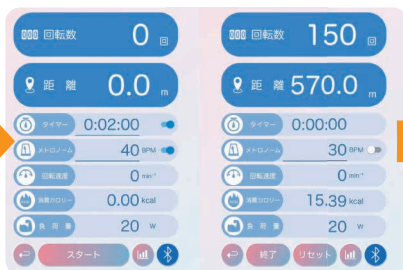 000 回転数 0 回
距離 0.0 m
タイマー 0:02:00
メトロノーム 40 BPM
回転速度 0 min⁻¹
消費カロリー 0.00 kcal
負荷量 20 W
スタート
000 回転数 150 回
距離 570.0 m
タイマー 0:00:00
メトロノーム 30 BPM
回転速度 0 min⁻¹
消費カロリー 15.39 kcal
負荷量 20 W
終了 リセット